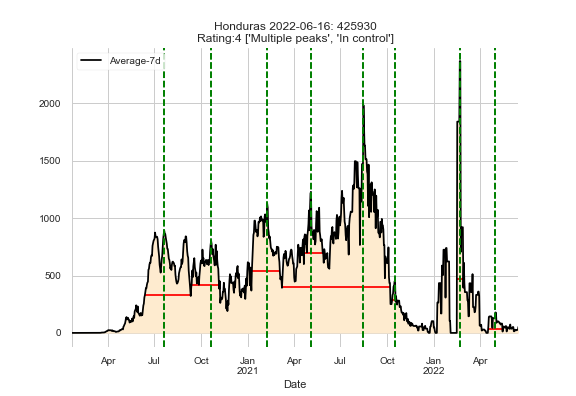 Honduras 2022-06-16: 425930
Rating:4 ['Multiple peaks', 'In control']
Average-7d
2000
1500
1000
500
0
Apr
Jul
Oct
Jan
2021
Apr
Jul
Oct
Jan
2022
Apr
Date